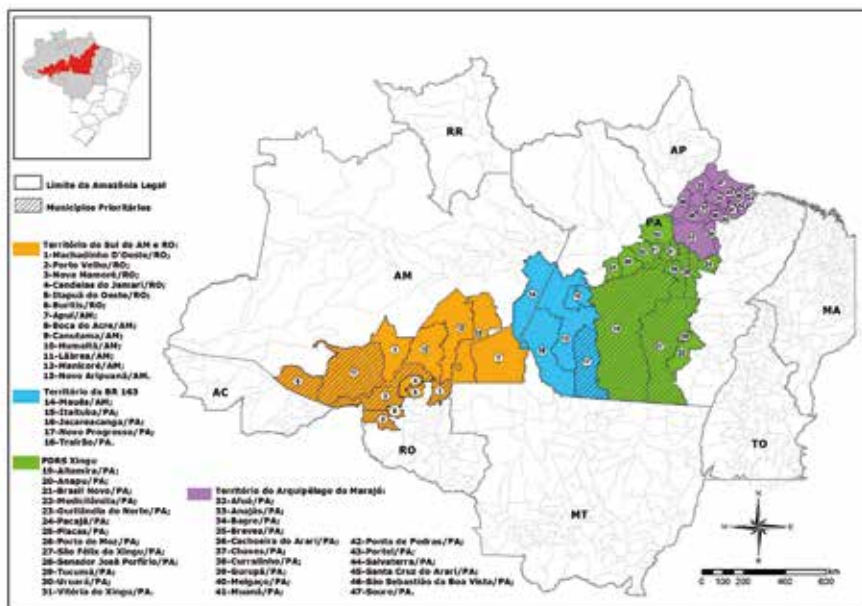 Limite da Amazônia Legal
Municípios Prioritários
Território do Sul do AM e RO:
1-Machadinho D'Oeste/RO;
2-Porto Velho/RO;
3-Nova Mamoré/RO;
4-Candeias do Jamari/RO;
5-Itapuã do Oeste/RO;
6-Buritis/RO;
7-Apuí/AM;
8-Boca do Acre/AM;
9-Canutama/AM;
10-Humaitá/AM;
11-Lábrea/AM;
12-Manicoré/AM;
13-Novo Aripuanã/AM.
Território da BR 163
14-Maués/AM;
15-Itaituba/PA;
16-Jacareacanga/PA;
17-Novo Progresso/PA;
18-Trairão/PA.
PDRS Xingu
19-Altamira/PA;
20-Anapu/PA;
21-Brasil Novo/PA;
22-Medicilândia/PA;
23-Ourilândia do Norte/PA;
24-Pacajá/PA;
25-Placas/PA;
26-Porto de Moz/PA;
27-São Félix do Xingu/PA;
28-Senador José Porfírio/PA;
29-Tucumã/PA;
30-Uruará/PA;
31-Vitória do Xingu/PA.
Território do Arquipélago do Marajó:
32-Afuá/PA;
33-Anajás/PA;
34-Bagre/PA;
35-Breves/PA;
36-Cachoeira do Arari/PA;
37-Chaves/PA;
38-Curralinho/PA;
39-Gurupá/PA;
40-Melgaço/PA;
41-Muaná/PA;
42-Ponta de Pedras/PA;
43-Portel/PA;
44-Salvaterra/PA;
45-Santa Cruz do Arari/PA;
46-São Sebastião da Boa Vista/PA;
47-Soure/PA.
RR
AP
PA
AM
MA
AC
RO
TO
MT
0 100 200 400 600
km